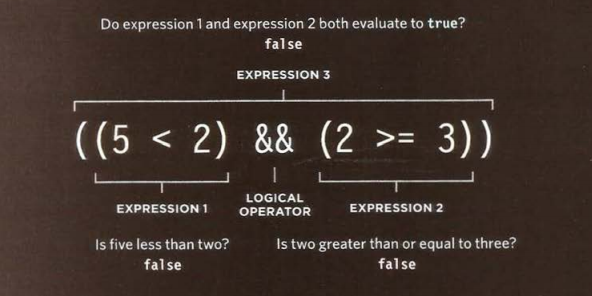 Do expression 1 and expression 2 both evaluate to true?
false
EXPRESSION 3
((5 < 2) && (2 >= 3))
EXPRESSION 1
LOGICAL
OPERATOR
EXPRESSION 2
Is five less than two?
false
Is two greater than or equal to three?
false